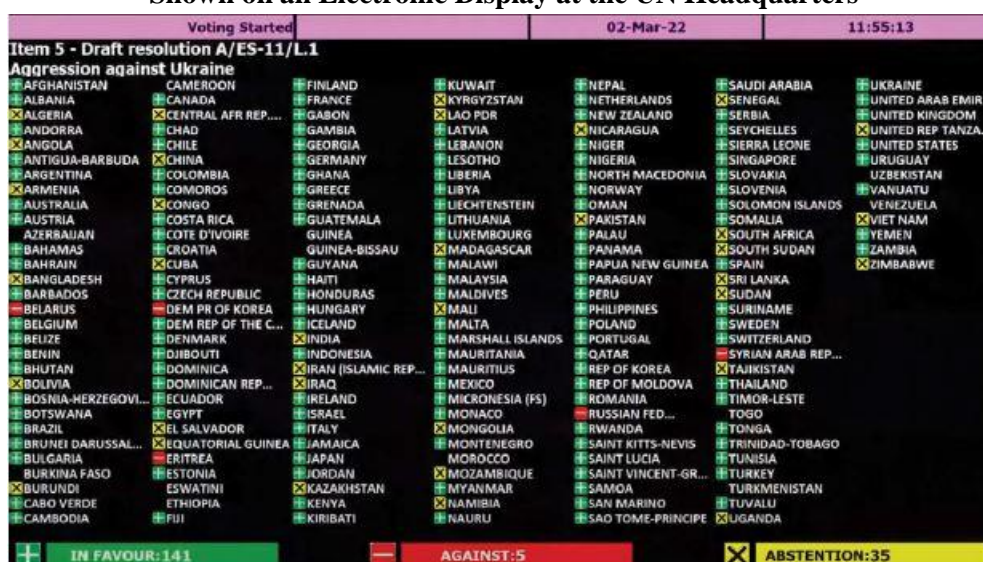 Shown on an Electronic Display at the UN Headquarters
Voting Started
02-Mar-22
11:55:13
Item 5 - Draft resolution A/ES-11/L.1
Aggression against Ukraine
AFGHANISTAN
ALBANIA
ALGERIA
ANDORRA
ANGOLA
ANTIGUA-BARBUDA
ARGENTINA
ARMENIA
AUSTRALIA
AUSTRIA
AZERBAIJAN
BAHAMAS
BAHRAIN
BANGLADESH
BARBADOS
BELARUS
BELGIUM
BELIZE
BENIN
BHUTAN
BOLIVIA
BOSNIA-HERZEGOVI...
BOTSWANA
BRAZIL
BRUNEI DARUSSAL...
BULGARIA
BURKINA FASO
BURUNDI
CABO VERDE
CAMBODIA
CAMEROON
CANADA
CENTRAL AFR REP....
CHAD
CHILE
CHINA
COLOMBIA
COMOROS
CONGO
COSTA RICA
COTE D'IVOIRE
CROATIA
CUBA
CYPRUS
CZECH REPUBLIC
DEM PR OF KOREA
DEM REP OF THE C...
DENMARK
DJIBOUTI
DOMINICA
DOMINICAN REP...
ECUADOR
EGYPT
EL SALVADOR
EQUATORIAL GUINEA
ERITREA
ESTONIA
ESWATINI
ETHIOPIA
FIJI
FINLAND
FRANCE
GABON
GAMBIA
GEORGIA
GERMANY
GHANA
GREECE
GRENADA
GUATEMALA
GUINEA
GUINEA-BISSAU
GUYANA
HAITI
HONDURAS
HUNGARY
ICELAND
INDIA
INDONESIA
IRAN (ISLAMIC REP...
IRAQ
IRELAND
ISRAEL
ITALY
JAMAICA
JAPAN
JORDAN
KAZAKHSTAN
KENYA
KIRIBATI
KUWAIT
KYRGYZSTAN
LAO PDR
LATVIA
LEBANON
LESOTHO
LIBERIA
LIBYA
LIECHTENSTEIN
LITHUANIA
LUXEMBOURG
MADAGASCAR
MALAWI
MALAYSIA
MALDIVES
MALI
MALTA
MARSHALL ISLANDS
MAURITANIA
MAURITIUS
MEXICO
MICRONESIA (FS)
MONACO
MONGOLIA
MONTENEGRO
MOROCCO
MOZAMBIQUE
MYANMAR
NAMIBIA
NAURU
NEPAL
NETHERLANDS
NEW ZEALAND
NICARAGUA
NIGER
NIGERIA
NORTH MACEDONIA
NORWAY
OMAN
PAKISTAN
PALAU
PANAMA
PAPUA NEW GUINEA
PARAGUAY
PERU
PHILIPPINES
POLAND
PORTUGAL
QATAR
REP OF KOREA
REP OF MOLDOVA
ROMANIA
RUSSIAN FED...
RWANDA
SAINT KITTS-NEVIS
SAINT LUCIA
SAINT VINCENT-GR...
SAMOA
SAN MARINO
SAO TOME-PRINCIPE
SAUDI ARABIA
SENEGAL
SERBIA
SEYCHELLES
SIERRA LEONE
SINGAPORE
SLOVAKIA
SLOVENIA
SOLOMON ISLANDS
SOMALIA
SOUTH AFRICA
SOUTH SUDAN
SPAIN
SRI LANKA
SUDAN
SURINAME
SWEDEN
SWITZERLAND
SYRIAN ARAB REP...
TAJIKISTAN
THAILAND
TIMOR-LESTE
TOGO
TONGA
TRINIDAD-TOBAGO
TUNISIA
TURKEY
TURKMENISTAN
TUVALU
UGANDA
UKRAINE
UNITED ARAB EMIR
UNITED KINGDOM
UNITED REP TANZA.
UNITED STATES
URUGUAY
UZBEKISTAN
VANUATU
VENEZUELA
VIET NAM
YEMEN
ZAMBIA
ZIMBABWE
IN FAVOUR:141
AGAINST:5
ABSTENTION:35